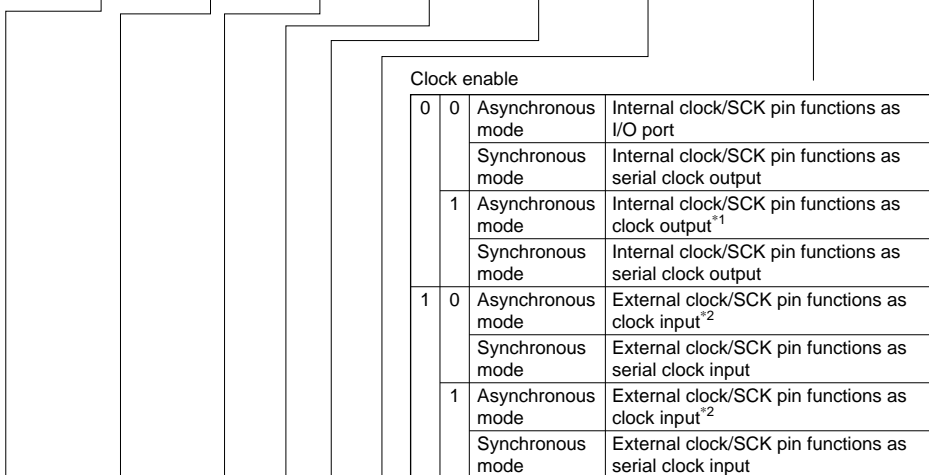 Clock enable
0 0 Asynchronous mode Internal clock/SCK pin functions as I/O port
Synchronous mode Internal clock/SCK pin functions as serial clock output
1 Asynchronous mode Internal clock/SCK pin functions as clock output*1
Synchronous mode Internal clock/SCK pin functions as serial clock output
1 0 Asynchronous mode External clock/SCK pin functions as clock input*2
Synchronous mode External clock/SCK pin functions as serial clock input
1 Asynchronous mode External clock/SCK pin functions as clock input*2
Synchronous mode External clock/SCK pin functions as serial clock input